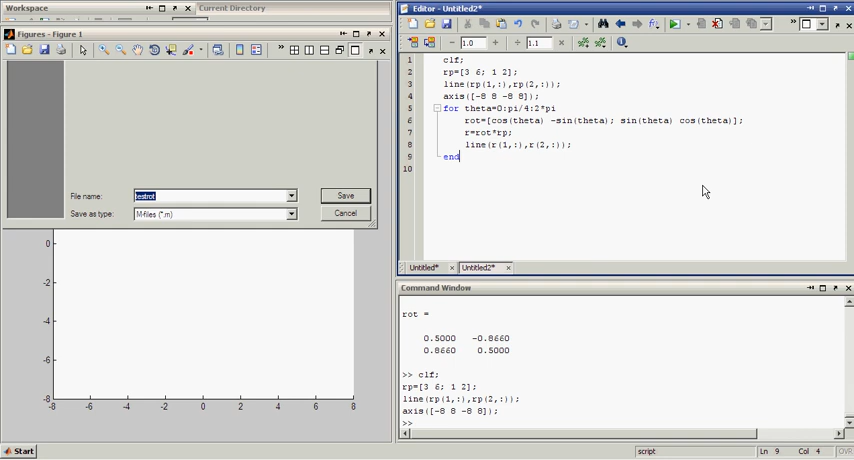 Workspace
Current Directory
Figures - Figure 1
File name:
testrot
Save
Save as type:
M-files (*.m)
Cancel
0
-2
-4
-6
-8
-8 -6 -4 -2 0 2 4 6 8
Start
Editor - Untitled2*
1.0
1.1
1 clf;
2 rp=[3 6; 1 2];
3 line(rp(1,:),rp(2,:));
4 axis([-8 8 -8 8]);
5 for theta=0:pi/4:2*pi
6 rot=[cos(theta) -sin(theta); sin(theta) cos(theta)];
7 r=rot*rp;
8 line(r(1,:),r(2,:));
9 end
10
Untitled*
Untitled2*
Command Window
rot =
0.5000 -0.8660
0.8660 0.5000
>> clf;
rp=[3 6; 1 2];
line(rp(1,:),rp(2,:));
axis([-8 8 -8 8]);
>>
script
Ln 9 Col 4 OVR